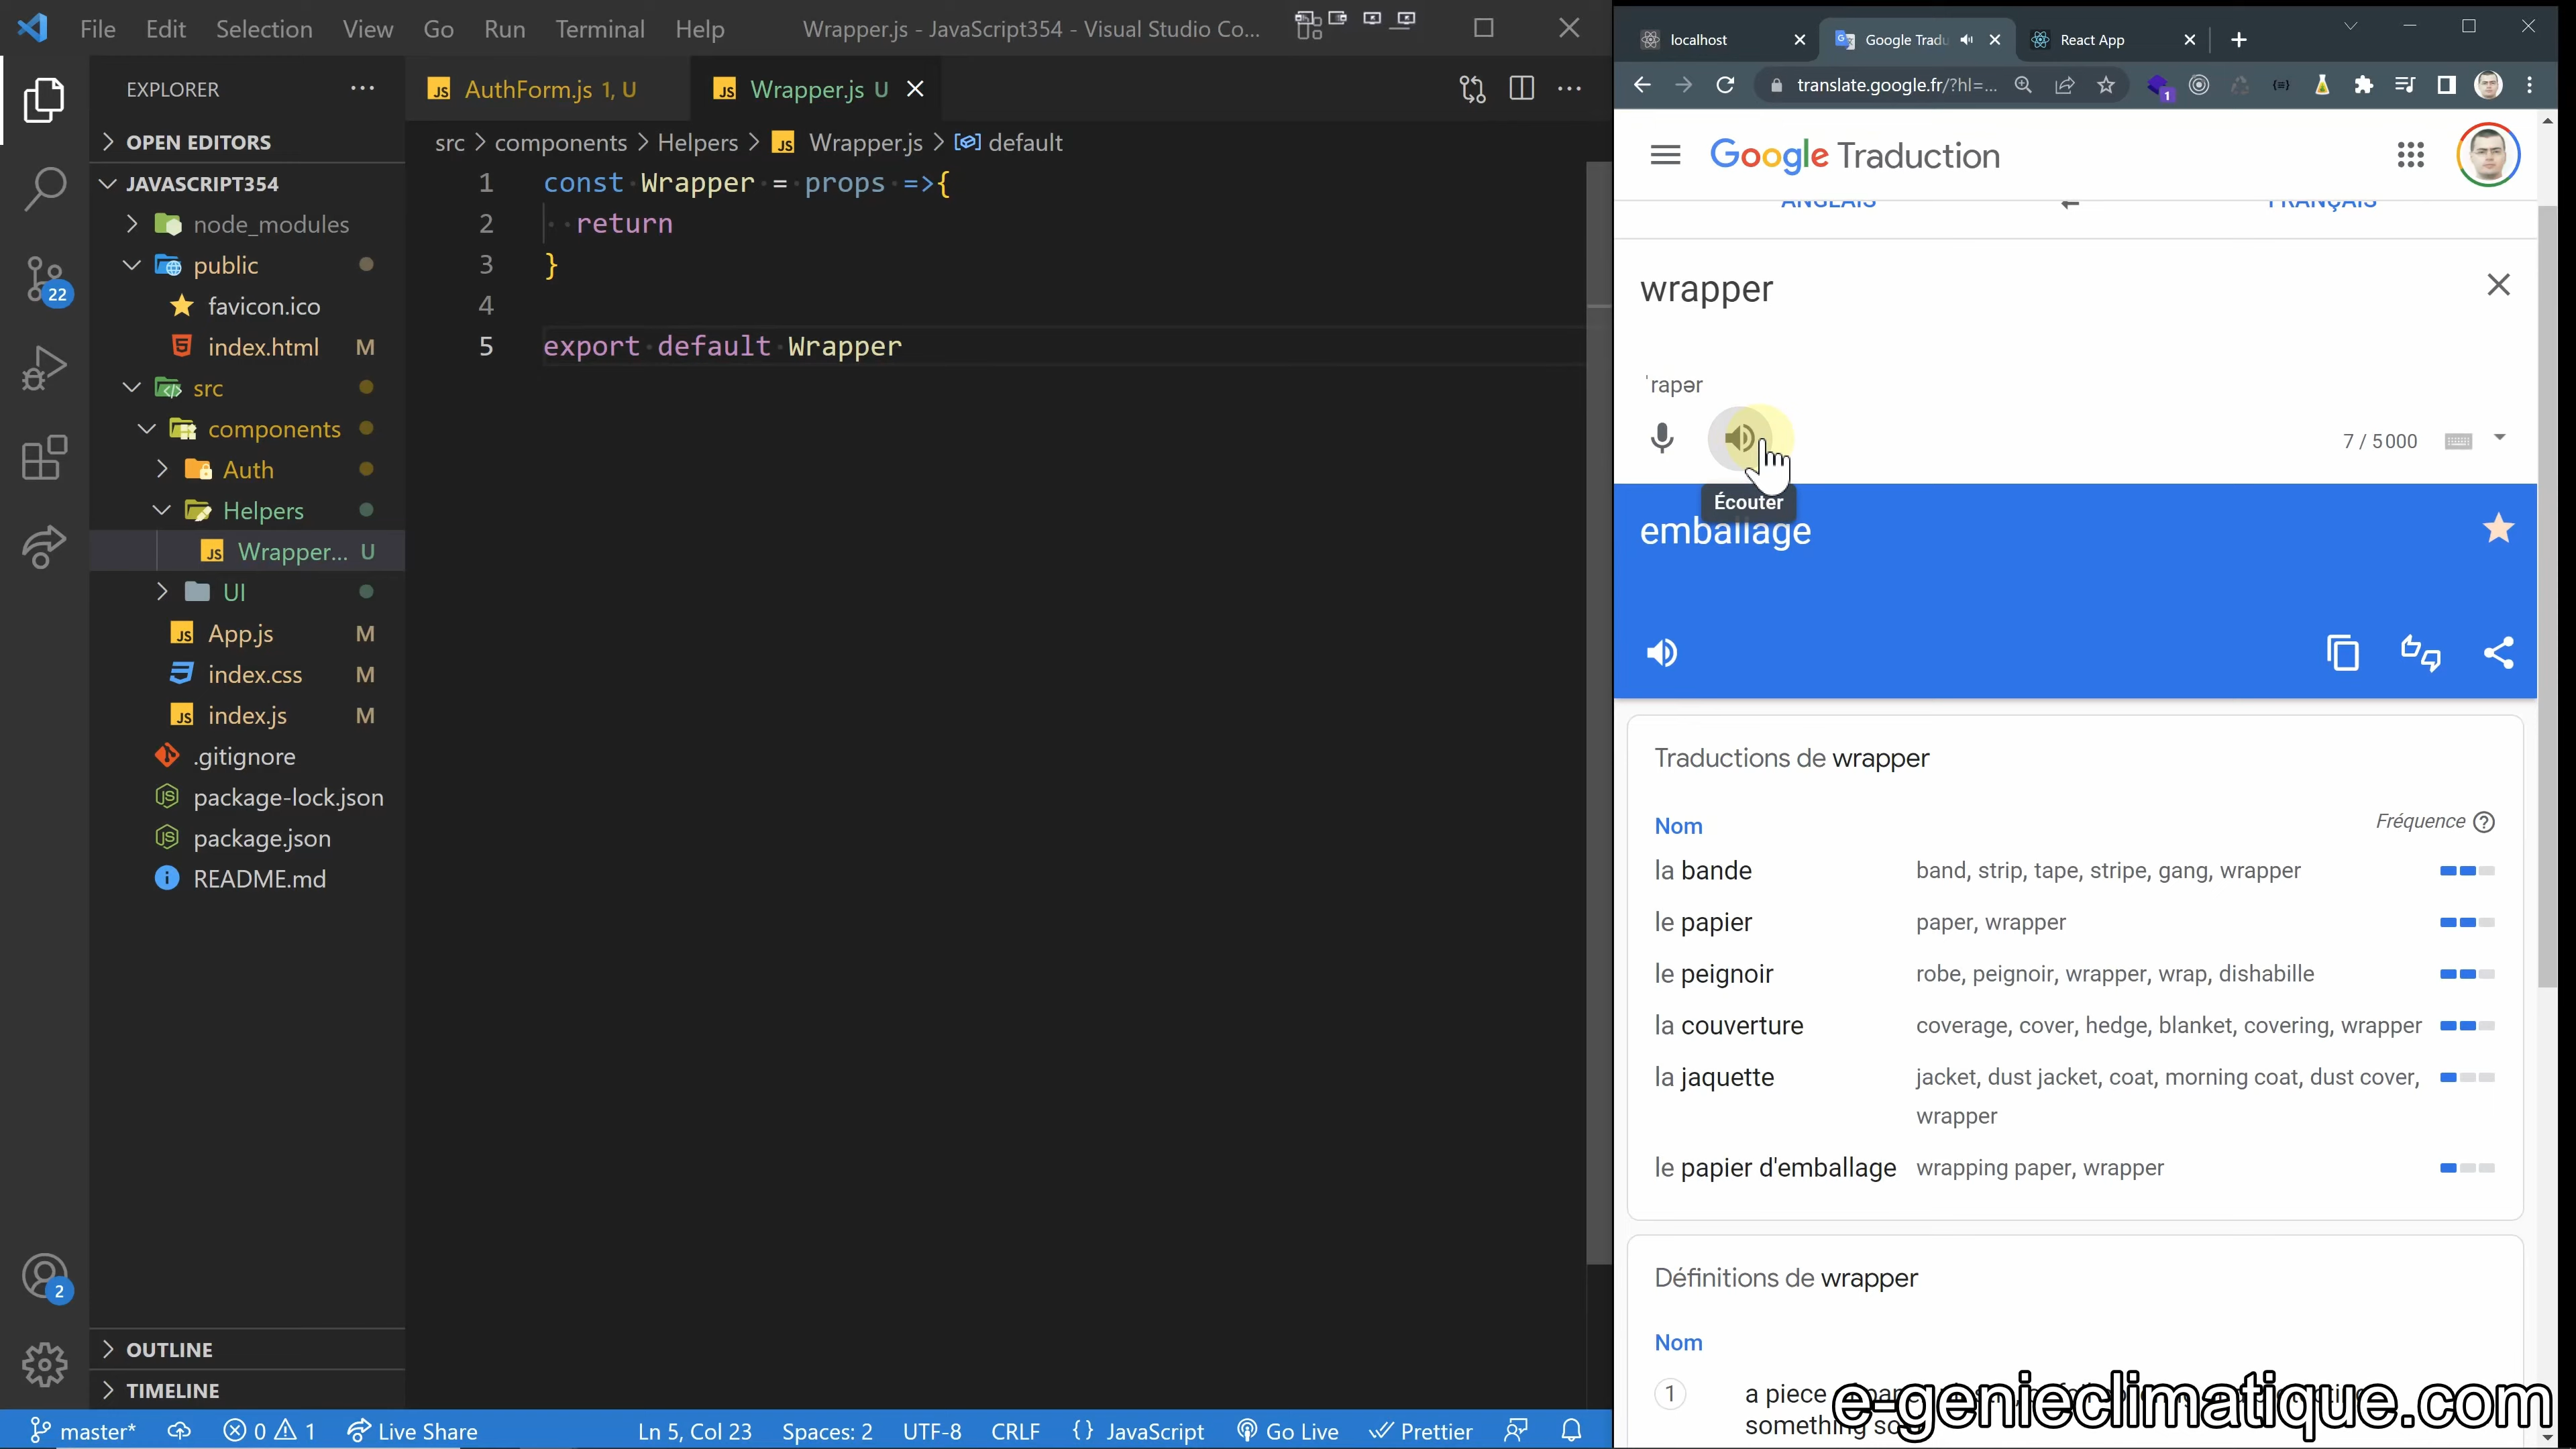 File Edit Selection View Go Run Terminal Help
Wrapper.js - JavaScript354 - Visual Studio Co...
EXPLORER
OPEN EDITORS
JAVASCRIPT354
node_modules
public
favicon.ico
index.html M
src
components
Auth
Helpers
Wrapper... U
UI
App.js M
index.css M
index.js M
.gitignore
package-lock.json
package.json
README.md
OUTLINE
TIMELINE
22
2
AuthForm.js 1, U
Wrapper.js U
src > components > Helpers > Wrapper.js > default
1 const Wrapper = props =>{
2 return
3 }
4
5 export default Wrapper
master* 0 1 Live Share
Ln 5, Col 23 Spaces: 2 UTF-8 CRLF {} JavaScript Go Live Prettier
localhost
Google Tradu
React App
translate.google.fr/?hl=...
1
Google Traduction
ANGLAIS
FRANÇAIS
wrapper
ˈrapər
7 / 5 000
Écouter
emballage
Traductions de wrapper
Nom
Fréquence
la bande band, strip, tape, stripe, gang, wrapper
le papier paper, wrapper
le peignoir robe, peignoir, wrapper, wrap, dishabille
la couverture coverage, cover, hedge, blanket, covering, wrapper
la jaquette jacket, dust jacket, coat, morning coat, dust cover,
wrapper
le papier d'emballage wrapping paper, wrapper
Définitions de wrapper
Nom
1 a piece
something
e-genieclimatique.com